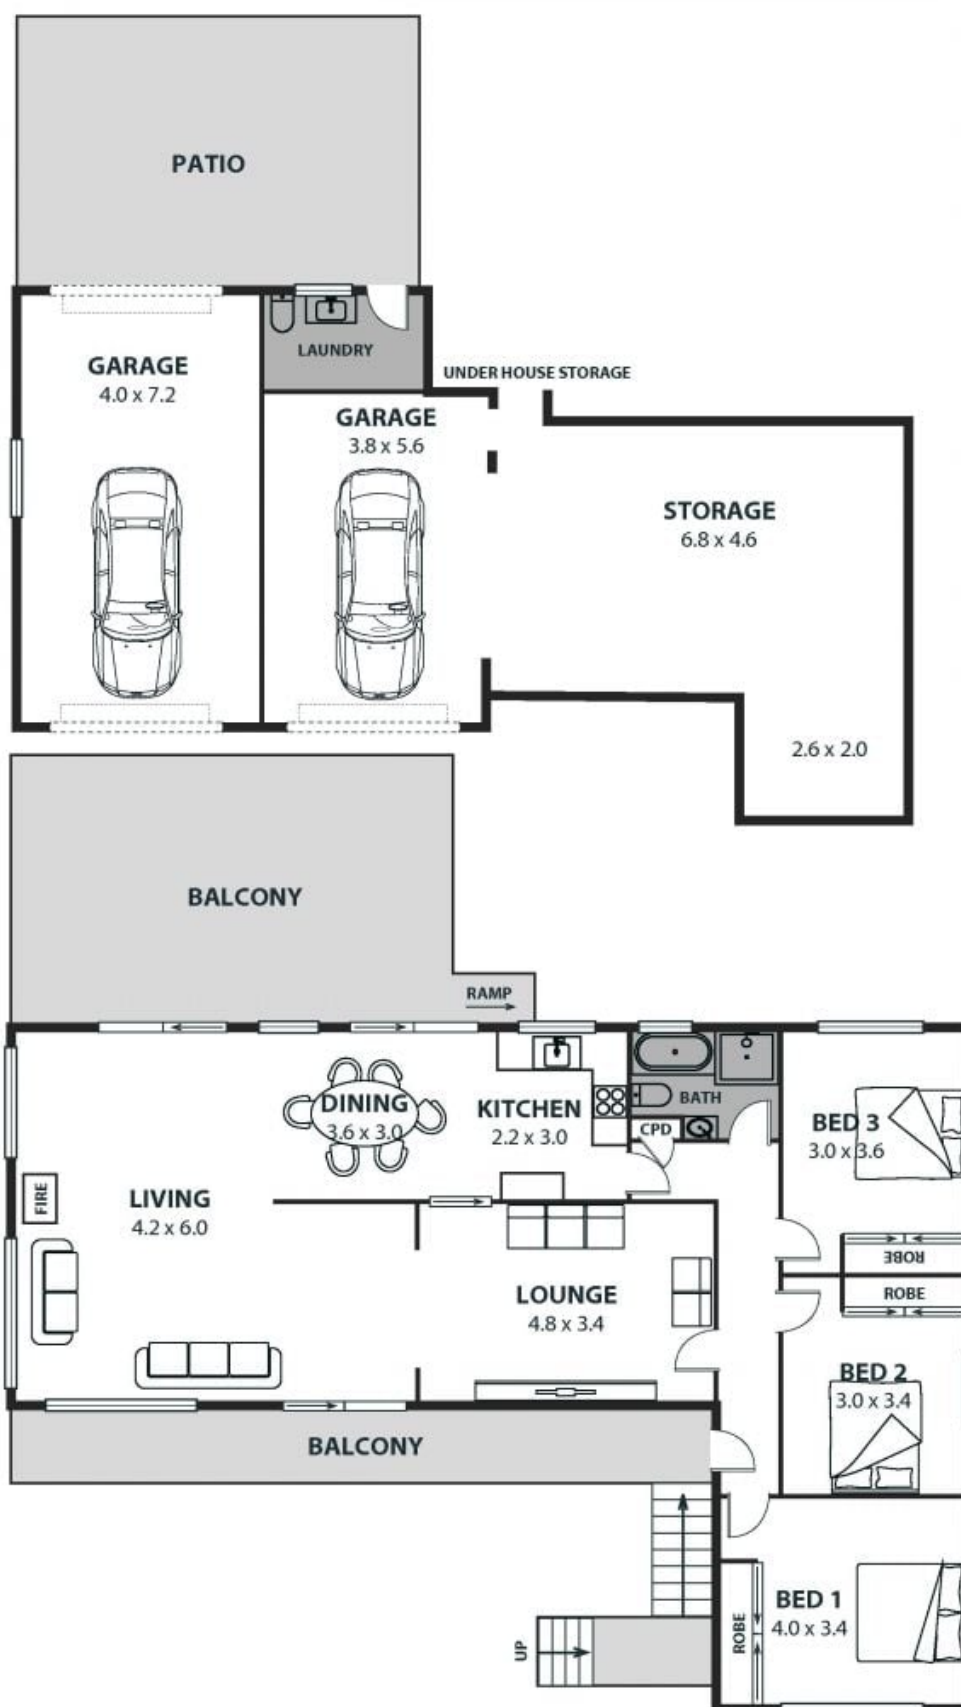 PATIO
GARAGE
4.0 x 7.2
LAUNDRY
UNDER HOUSE STORAGE
GARAGE
3.8 x 5.6
STORAGE
6.8 x 4.6
2.6 x 2.0
BALCONY
RAMP
DINING
3.6 x 3.0
KITCHEN
2.2 x 3.0
BATH
CPD
BED 3
3.0 x 3.6
FIRE
LIVING
4.2 x 6.0
ROBE
ROBE
LOUNGE
4.8 x 3.4
BED 2
3.0 x 3.4
BALCONY
BED 1
4.0 x 3.4
ROBE
UP